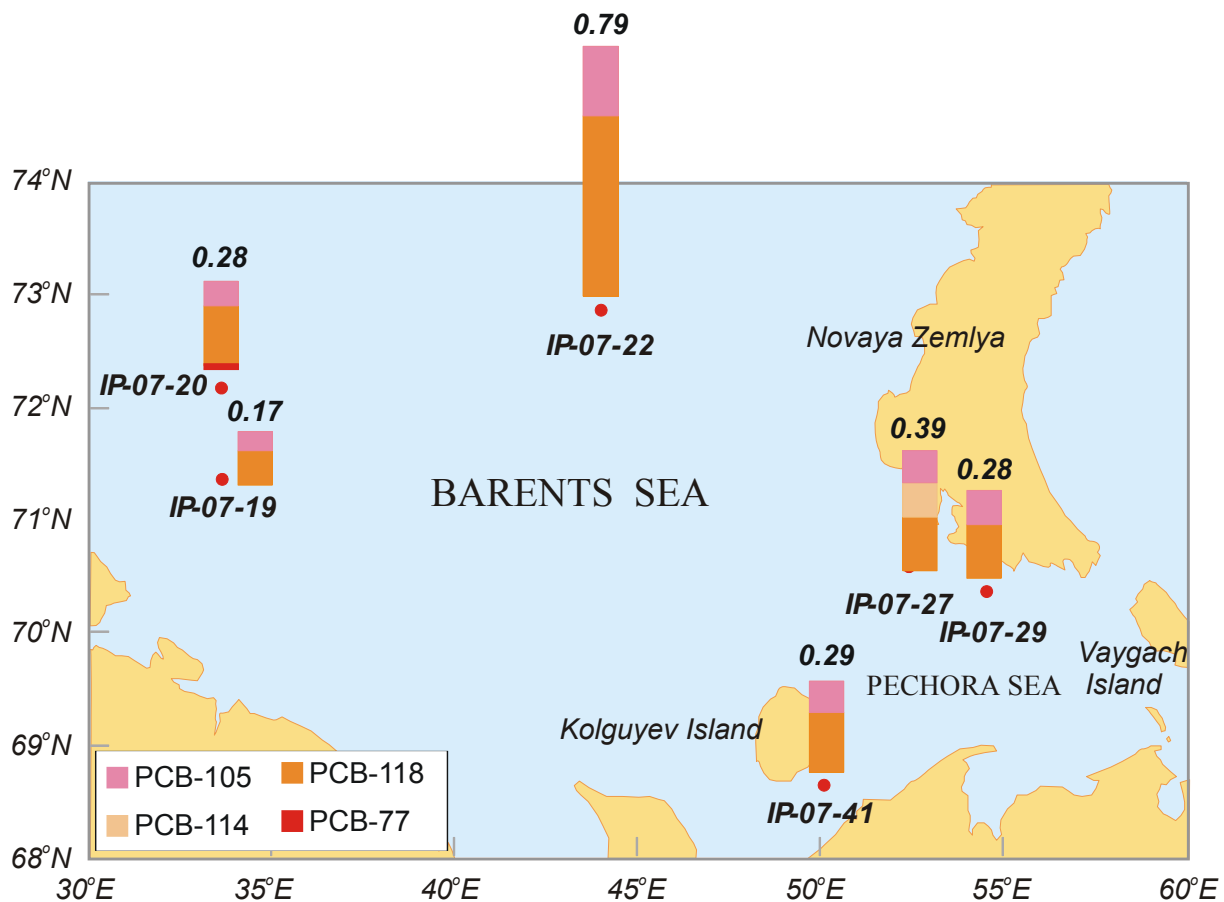 0.79
74°N
0.28
73°N
Novaya Zemlya
IP-07-22
IP-07-20
72°N
0.17
0.39
0.28
BARENTS SEA
IP-07-19
71°N
IP-07-27
IP-07-29
70°N
0.29
Vaygach
Island
PECHORA SEA
Kolguyev Island
69°N
PCB-105
PCB-118
PCB-114
PCB-77
IP-07-41
68°N
30°E
35°E
40°E
45°E
50°E
55°E
60°E